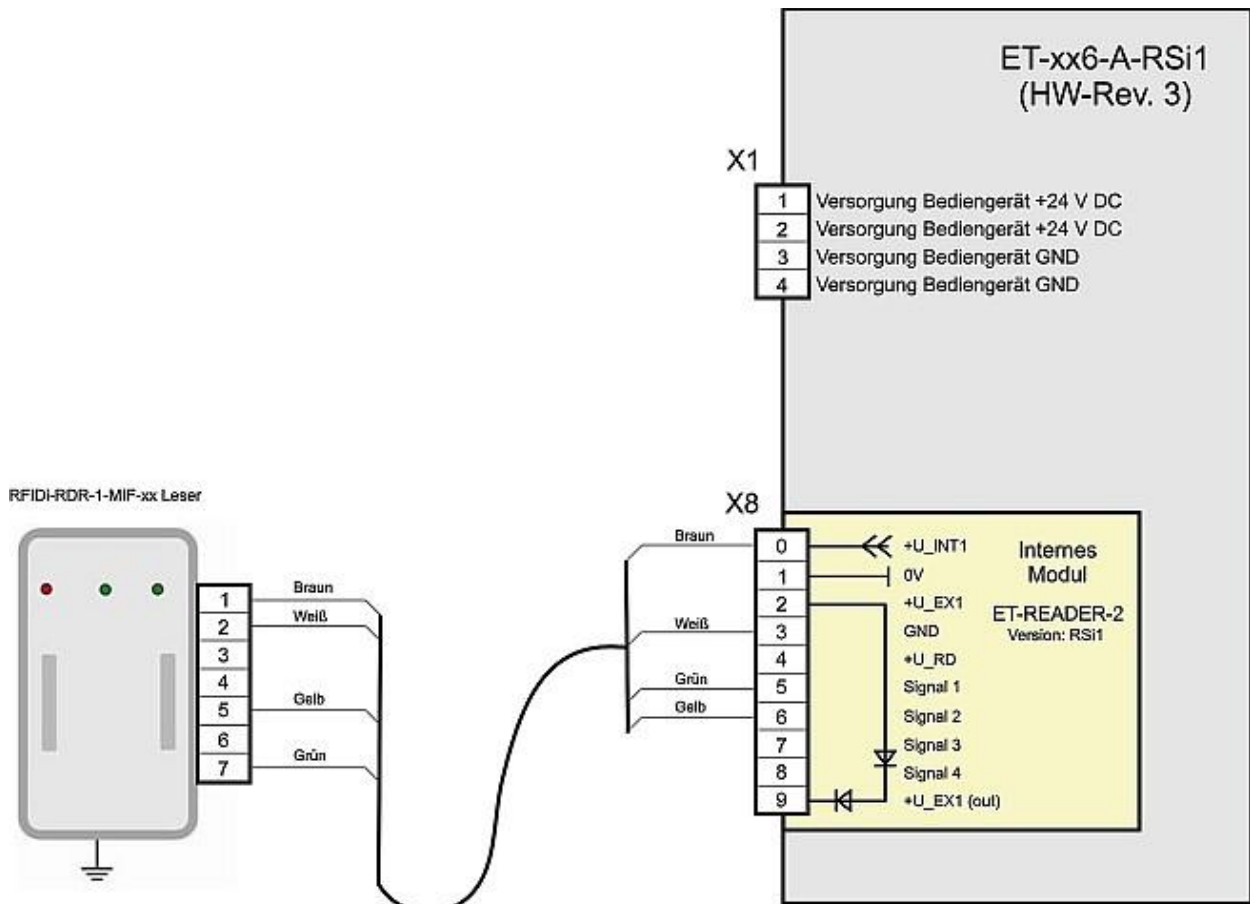 ET-xx6-A-RSi1
(HW-Rev. 3)
X1
1 Versorgung Bediengerät +24 V DC
2 Versorgung Bediengerät +24 V DC
3 Versorgung Bediengerät GND
4 Versorgung Bediengerät GND
RFIDi-RDR-1-MIF-xx Leser
1 Braun
2 Weiß
3
4
5 Gelb
6
7 Grün
X8
Braun 0 +U_INT1
1 0V
2 +U_EX1
Weiß 3 GND
4 +U_RD
Grün 5 Signal 1
Gelb 6 Signal 2
7 Signal 3
8 Signal 4
9 +U_EX1 (out)
Internes
Modul
ET-READER-2
Version: RSi1